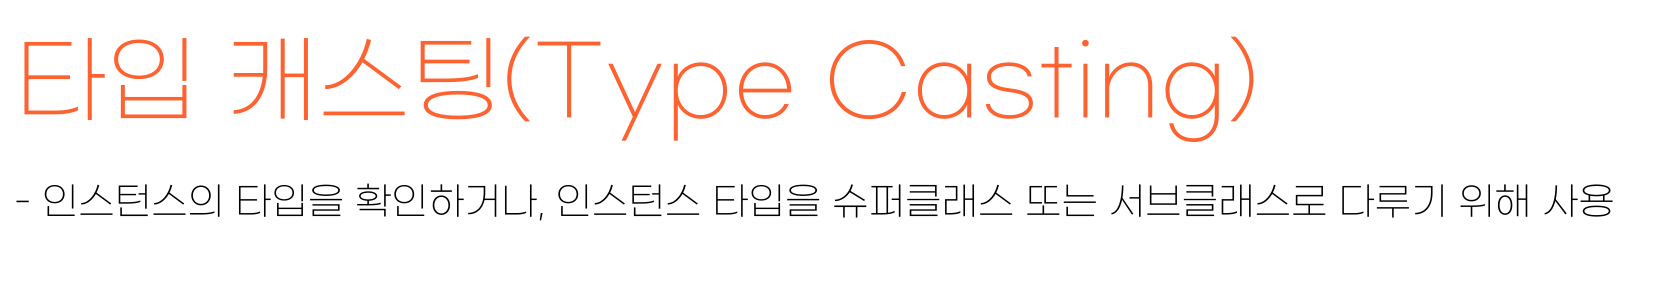 타입 캐스팅(Type Casting)
- 인스턴스의 타입을 확인하거나, 인스턴스 타입을 슈퍼클래스 또는 서브클래스로 다루기 위해 사용